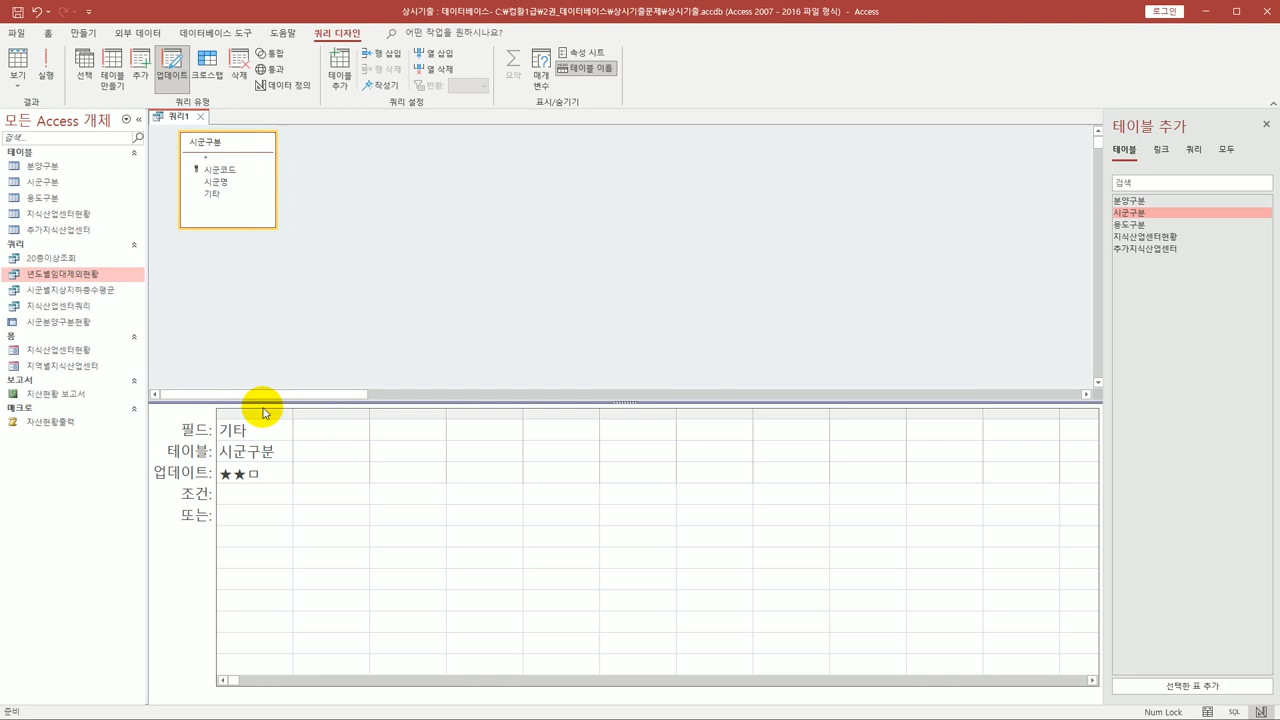 상시기출 : 데이터베이스- C:₩컴활1급₩2권_데이터베이스₩상시기출문제₩상시기출.accdb (Access 2007 - 2016 파일 형식) - Access
로그인
파일 홈 만들기 외부 데이터 데이터베이스 도구 도움말 쿼리 디자인 어떤 작업을 원하시나요?
보기 실행 선택 테이블 만들기 추가 업데이트 크로스탭 삭제
통합
통과
데이터 정의
테이블 추가
행 삽입
행 삭제
작성기
열 삽입
열 삭제
반환:
요약
매개 변수
속성 시트
테이블 이름
결과 쿼리 유형 쿼리 설정 표시/숨기기
모든 Access 개체
검색...
테이블
분양구분
시군구분
용도구분
지식산업센터현황
추가지식산업센터
쿼리
20층이상조회
년도별임대제외현황
시군별지상지하층수평균
지식산업센터쿼리
시군분양구분현황
폼
지식산업센터현황
지역별지식산업센터
보고서
지산현황 보고서
매크로
자산현황출력
쿼리1
시군구분
*
시군코드
시군명
기타
필드: 기타
테이블: 시군구분
업데이트: ★★ㅁ
조건:
또는:
테이블 추가
테이블 링크 쿼리 모두
검색
분양구분
시군구분
용도구분
지식산업센터현황
추가지식산업센터
선택한 표 추가
준비
Num Lock
SQL